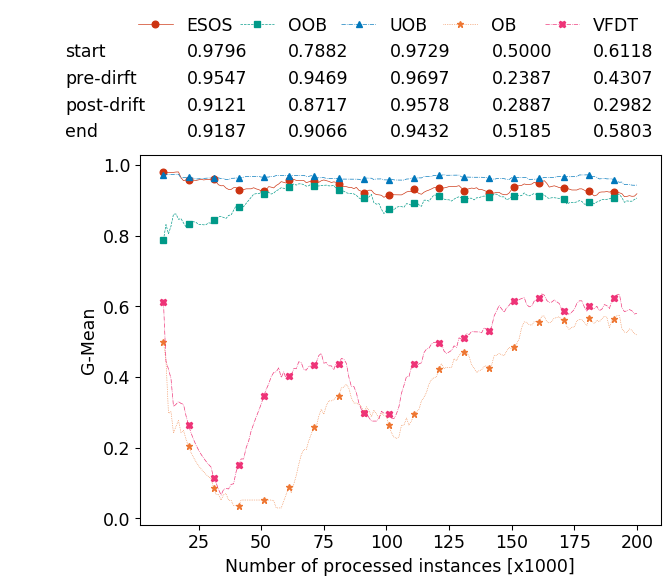 ESOS OOB UOB OB VFDT
start 0.9796 0.7882 0.9729 0.5000 0.6118
pre-dirft 0.9547 0.9469 0.9697 0.2387 0.4307
post-drift 0.9121 0.8717 0.9578 0.2887 0.2982
end 0.9187 0.9066 0.9432 0.5185 0.5803
1.0
0.8
0.6
0.4
0.2
0.0
G-Mean
25 50 75 100 125 150 175 200
Number of processed instances [x1000]